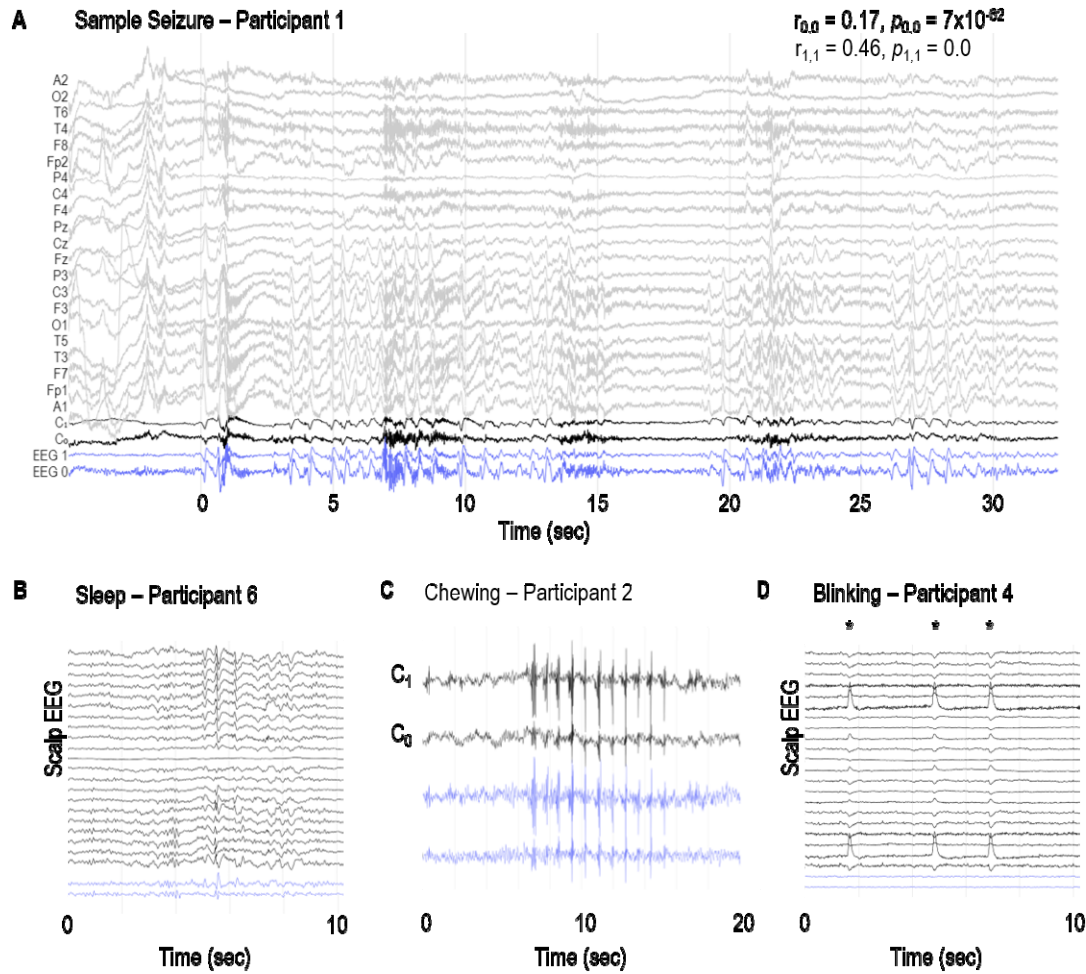 A Sample Seizure – Participant 1
r0,0 = 0.17, p0,0 = 7x10-62
r1,1 = 0.46, p1,1 = 0.0
A2
O2
T6
T4
F8
Fp2
P4
C4
F4
Pz
Cz
Fz
P3
C3
F3
O1
T5
T3
F7
Fp1
A1
C1
C0
EEG 1
EEG 0
0 5 10 15 20 25 30
Time (sec)
B Sleep – Participant 6
Scalp EEG
0 10
Time (sec)
C Chewing – Participant 2
C1
C0
0 10 20
Time (sec)
D Blinking – Participant 4
* * *
Scalp EEG
0 10
Time (sec)